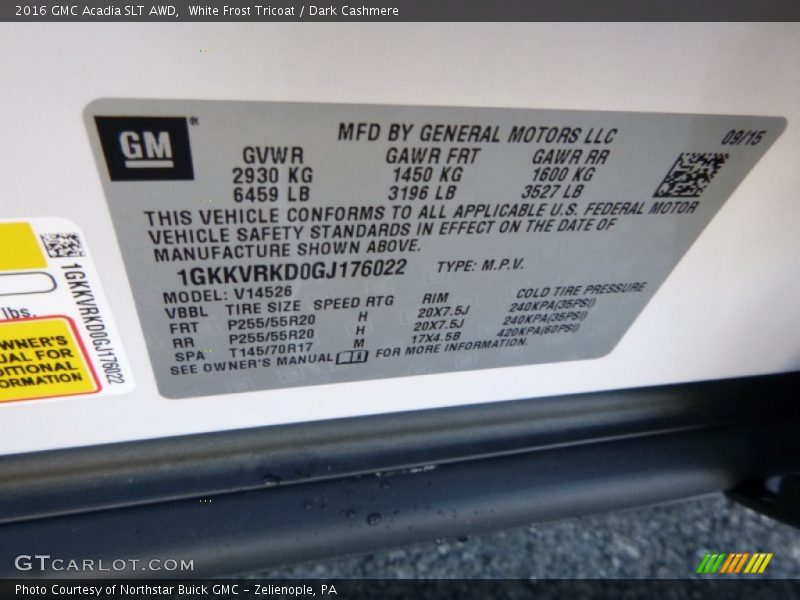 2016 GMC Acadia SLT AWD, White Frost Tricoat / Dark Cashmere
GM
MFD BY GENERAL MOTORS LLC
09/15
GVWR GAWR FRT GAWR RR
2930 KG 1450 KG 1600 KG
6459 LB 3196 LB 3527 LB
THIS VEHICLE CONFORMS TO ALL APPLICABLE U.S. FEDERAL MOTOR
VEHICLE SAFETY STANDARDS IN EFFECT ON THE DATE OF
MANUFACTURE SHOWN ABOVE.
1GKKVRKD0GJ176022 TYPE: M.P.V.
MODEL: V14526
VBBL TIRE SIZE SPEED RTG RIM COLD TIRE PRESSURE
FRT P255/55R20 H 20X7.5J 240KPA(35PSI)
RR P255/55R20 H 20X7.5J 240KPA(35PSI)
SPA T145/70R17 M 17X4.5B 420KPA(60PSI)
SEE OWNER'S MANUAL FOR MORE INFORMATION.
lbs.
1GKKVRKD0GJ176022
OWNER'S
UAL FOR
DITIONAL
ORMATION
GTCARLOT.COM
Photo Courtesy of Northstar Buick GMC - Zelienople, PA